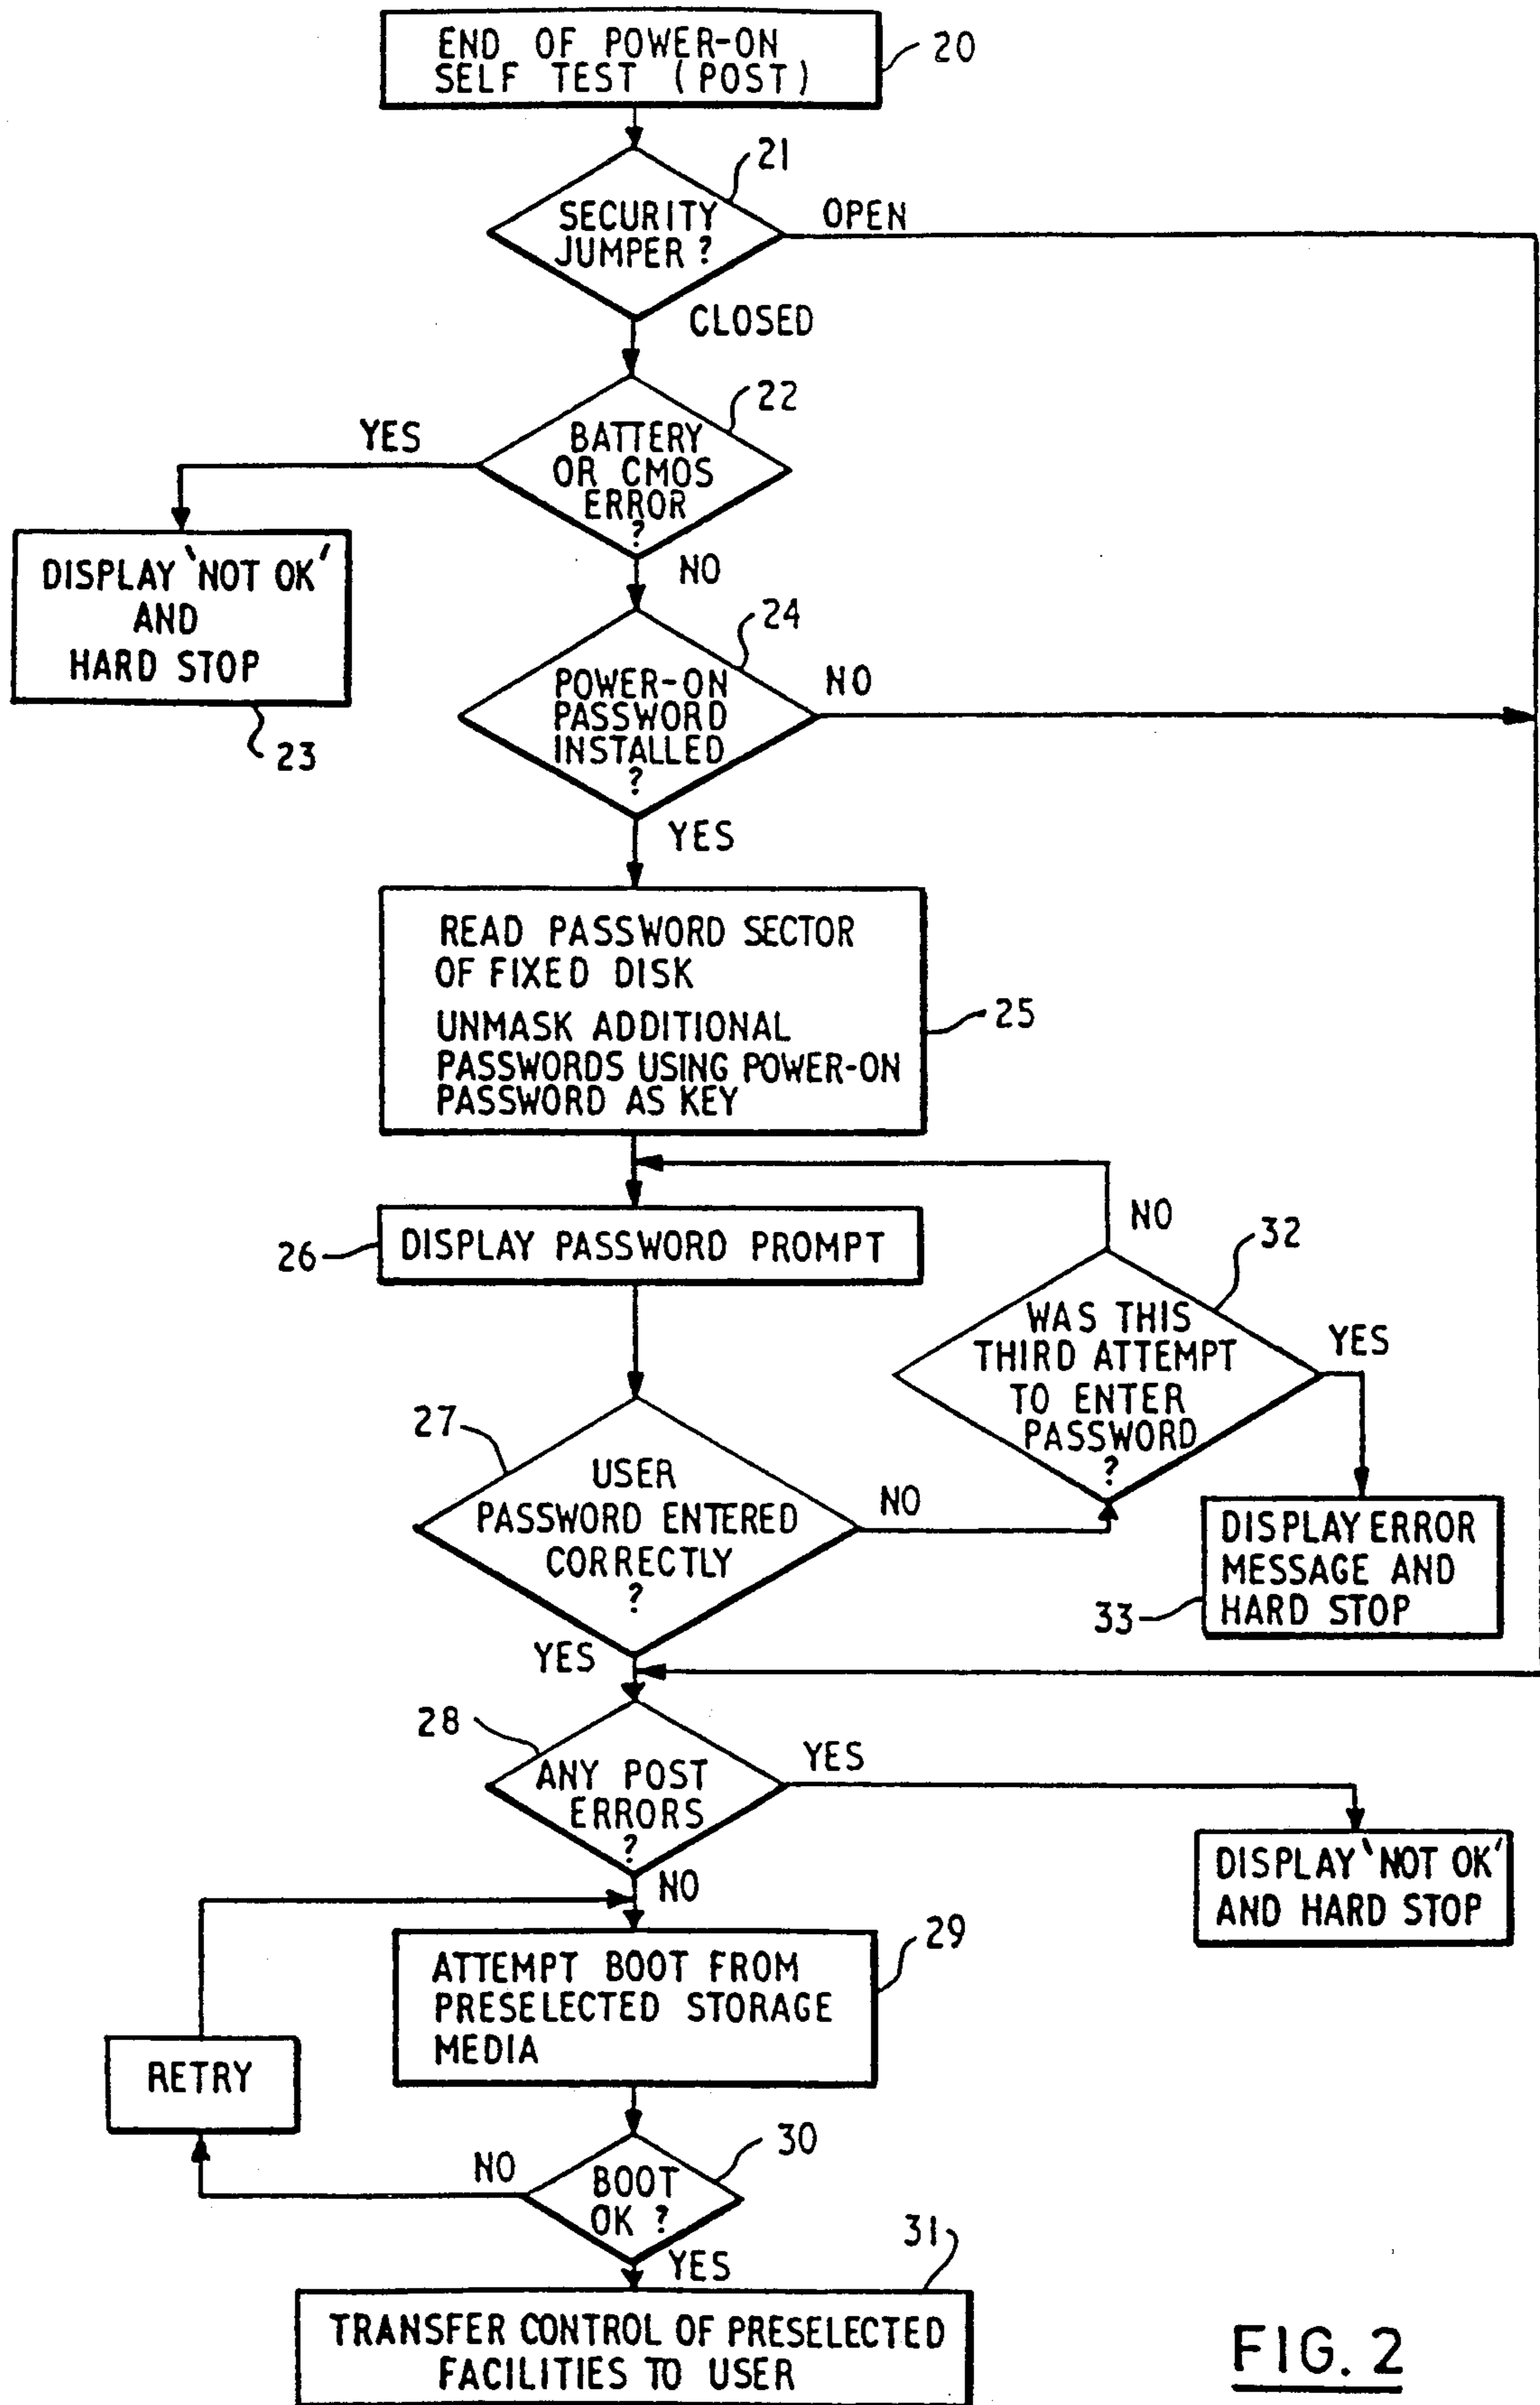 END OF POWER-ON
SELF TEST (POST)
20
21
SECURITY
JUMPER ?
OPEN
CLOSED
22
BATTERY
OR CMOS
ERROR
?
YES
NO
DISPLAY 'NOT OK'
AND
HARD STOP
23
24
POWER-ON
PASSWORD
INSTALLED
?
NO
YES
READ PASSWORD SECTOR
OF FIXED DISK
UNMASK ADDITIONAL
PASSWORDS USING POWER-ON
PASSWORD AS KEY
25
26
DISPLAY PASSWORD PROMPT
NO
32
WAS THIS
THIRD ATTEMPT
TO ENTER
PASSWORD
?
YES
27
USER
PASSWORD ENTERED
CORRECTLY
?
NO
DISPLAY ERROR
MESSAGE AND
HARD STOP
33
YES
28
ANY POST
ERRORS
?
YES
NO
DISPLAY 'NOT OK'
AND HARD STOP
29
ATTEMPT BOOT FROM
PRESELECTED STORAGE
MEDIA
RETRY
30
BOOT
OK ?
NO
YES
31
TRANSFER CONTROL OF PRESELECTED
FACILITIES TO USER
FIG. 2